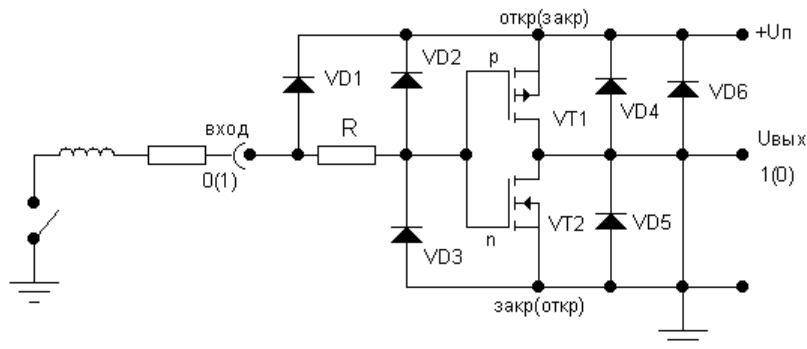 откр(закр)
+Uп
p
VD2
VD1
VD4
VD6
вход
R
VT1
Uвых
0(1)
1(0)
n
VT2
VD5
VD3
закр(откр)